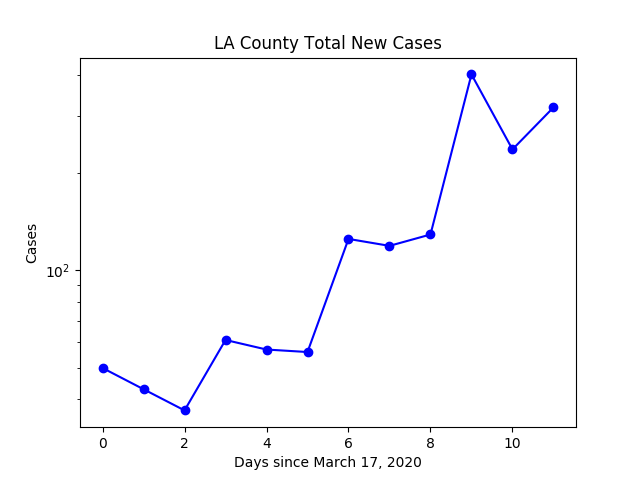 LA County Total New Cases
Cases
10²
0 2 4 6 8 10
Days since March 17, 2020